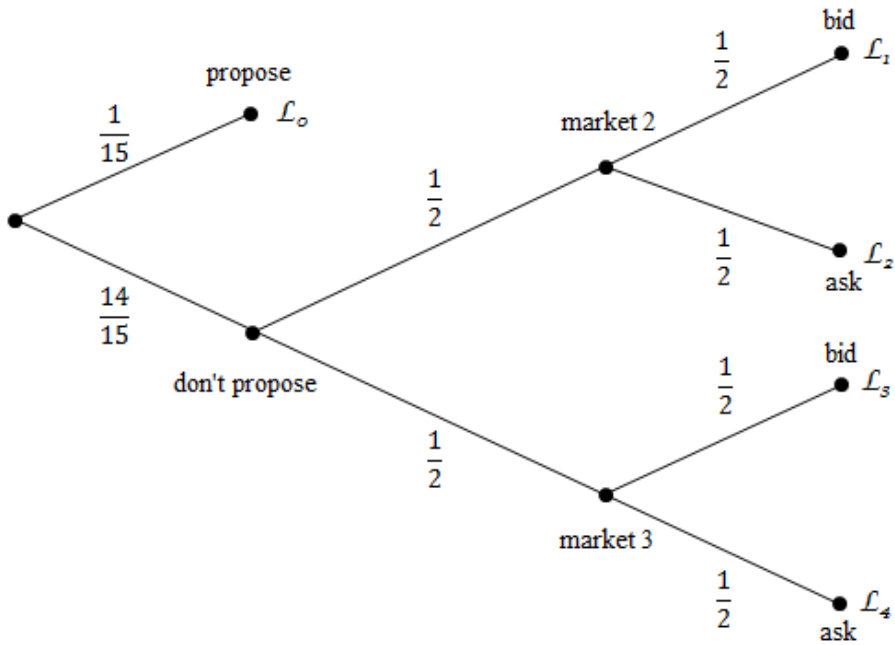 bid
1/2
ℒ₁
propose
1/15
ℒ₀
market 2
1/2
1/2
ℒ₂
ask
14/15
don't propose
bid
1/2
ℒ₃
1/2
market 3
1/2
ℒ₄
ask